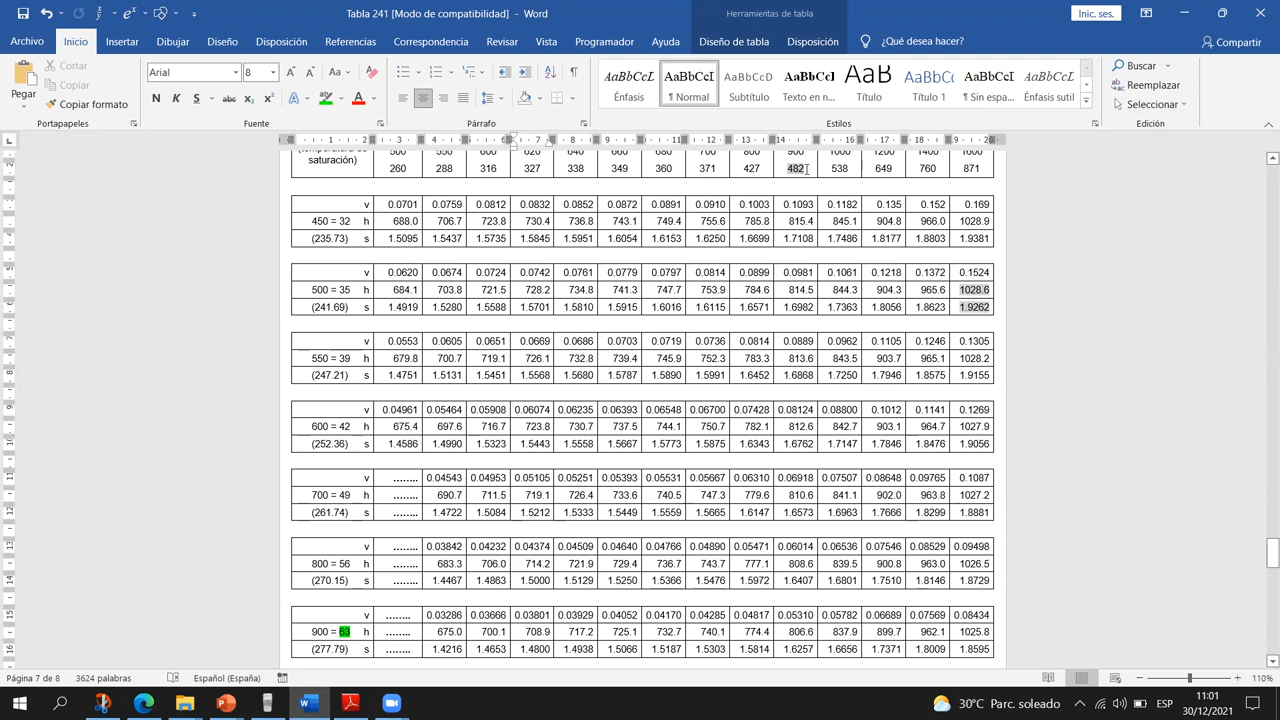 Tabla 241 [Modo de compatibilidad] - Word
Herramientas de tabla
Inic. ses.
Archivo Inicio Insertar Dibujar Diseño Disposición Referencias Correspondencia Revisar Vista Programador Ayuda Diseño de tabla Disposición ¿Qué desea hacer? Compartir
Pegar
Cortar
Copiar
Copiar formato
Portapapeles
Arial 8
N K S
Fuente
Párrafo
AaBbCcL AaBbCcI AaBbCcD AaBbCcI AaB AaBbC AaBbCcI AaBbCcL
Énfasis ¶ Normal Subtítulo Texto en n... Título Título 1 ¶ Sin espa... Énfasis sutil
Estilos
Buscar
Reemplazar
Seleccionar
Edición
(temperatura de saturación) 500 550 600 620 640 660 680 700 800 900 1000 1200 1400 1600
260 288 316 327 338 349 360 371 427 482 538 649 760 871
v 0.0701 0.0759 0.0812 0.0832 0.0852 0.0872 0.0891 0.0910 0.1003 0.1093 0.1182 0.135 0.152 0.169
450 = 32 h 688.0 706.7 723.8 730.4 736.8 743.1 749.4 755.6 785.8 815.4 845.1 904.8 966.0 1028.9
(235.73) s 1.5095 1.5437 1.5735 1.5845 1.5951 1.6054 1.6153 1.6250 1.6699 1.7108 1.7486 1.8177 1.8803 1.9381
v 0.0620 0.0674 0.0724 0.0742 0.0761 0.0779 0.0797 0.0814 0.0899 0.0981 0.1061 0.1218 0.1372 0.1524
500 = 35 h 684.1 703.8 721.5 728.2 734.8 741.3 747.7 753.9 784.6 814.5 844.3 904.3 965.6 1028.6
(241.69) s 1.4919 1.5280 1.5588 1.5701 1.5810 1.5915 1.6016 1.6115 1.6571 1.6982 1.7363 1.8056 1.8623 1.9262
v 0.0553 0.0605 0.0651 0.0669 0.0686 0.0703 0.0719 0.0736 0.0814 0.0889 0.0962 0.1105 0.1246 0.1305
550 = 39 h 679.8 700.7 719.1 726.1 732.8 739.4 745.9 752.3 783.3 813.6 843.5 903.7 965.1 1028.2
(247.21) s 1.4751 1.5131 1.5451 1.5568 1.5680 1.5787 1.5890 1.5991 1.6452 1.6868 1.7250 1.7946 1.8575 1.9155
v 0.04961 0.05464 0.05908 0.06074 0.06235 0.06393 0.06548 0.06700 0.07428 0.08124 0.08800 0.1012 0.1141 0.1269
600 = 42 h 675.4 697.6 716.7 723.8 730.7 737.5 744.1 750.7 782.1 812.6 842.7 903.1 964.7 1027.9
(252.36) s 1.4586 1.4990 1.5323 1.5443 1.5558 1.5667 1.5773 1.5875 1.6343 1.6762 1.7147 1.7846 1.8476 1.9056
v ........ 0.04543 0.04953 0.05105 0.05251 0.05393 0.05531 0.05667 0.06310 0.06918 0.07507 0.08648 0.09765 0.1087
700 = 49 h ........ 690.7 711.5 719.1 726.4 733.6 740.5 747.3 779.6 810.6 841.1 902.0 963.8 1027.2
(261.74) s ........ 1.4722 1.5084 1.5212 1.5333 1.5449 1.5559 1.5665 1.6147 1.6573 1.6963 1.7666 1.8299 1.8881
v ........ 0.03842 0.04232 0.04374 0.04509 0.04640 0.04766 0.04890 0.05471 0.06014 0.06536 0.07546 0.08529 0.09498
800 = 56 h ........ 683.3 706.0 714.2 721.9 729.4 736.7 743.7 777.1 808.6 839.5 900.8 963.0 1026.5
(270.15) s ........ 1.4467 1.4863 1.5000 1.5129 1.5250 1.5366 1.5476 1.5972 1.6407 1.6801 1.7510 1.8146 1.8729
v ........ 0.03286 0.03666 0.03801 0.03929 0.04052 0.04170 0.04285 0.04817 0.05310 0.05782 0.06689 0.07569 0.08434
900 = 63 h ........ 675.0 700.1 708.9 717.2 725.1 732.7 740.1 774.4 806.6 837.9 899.7 962.1 1025.8
(277.79) s ........ 1.4216 1.4653 1.4800 1.4938 1.5066 1.5187 1.5303 1.5814 1.6257 1.6656 1.7371 1.8009 1.8595
Página 7 de 8 3624 palabras Español (España) 110%
30°C Parc. soleado ESP 11:01
30/12/2021